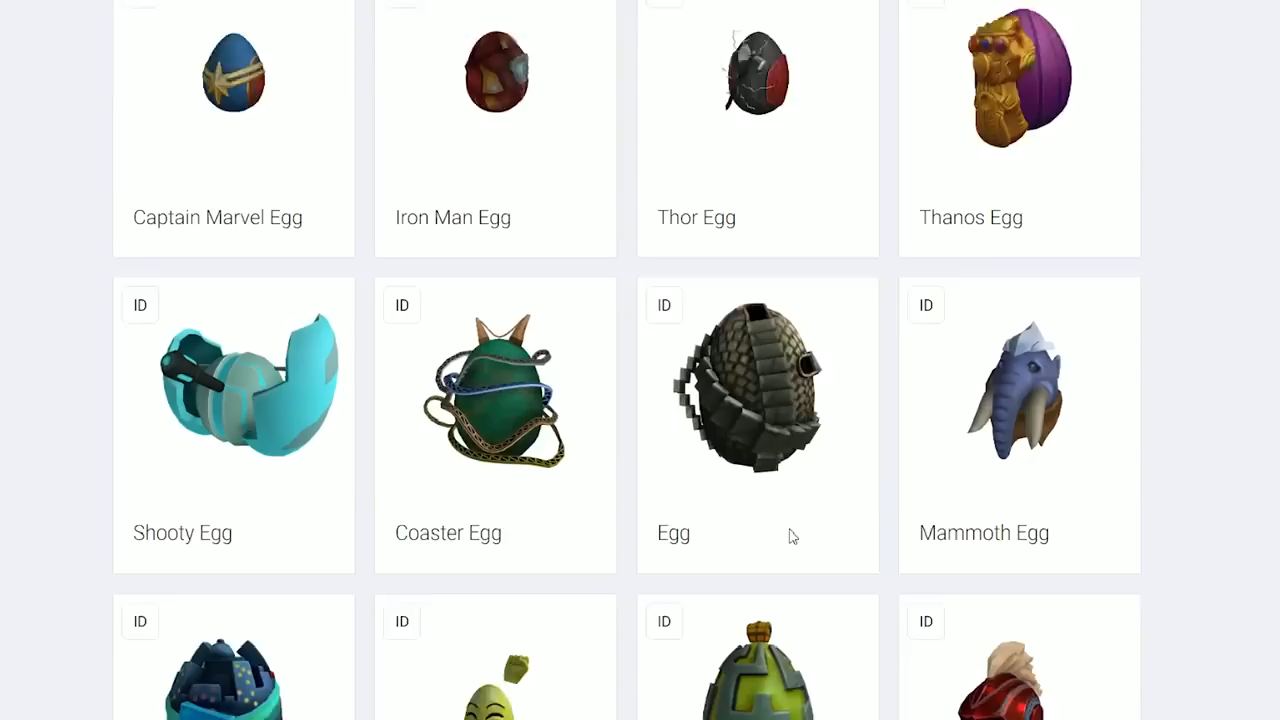 Captain Marvel Egg
Iron Man Egg
Thor Egg
Thanos Egg
ID
ID
ID
ID
Shooty Egg
Coaster Egg
Egg
Mammoth Egg
ID
ID
ID
ID